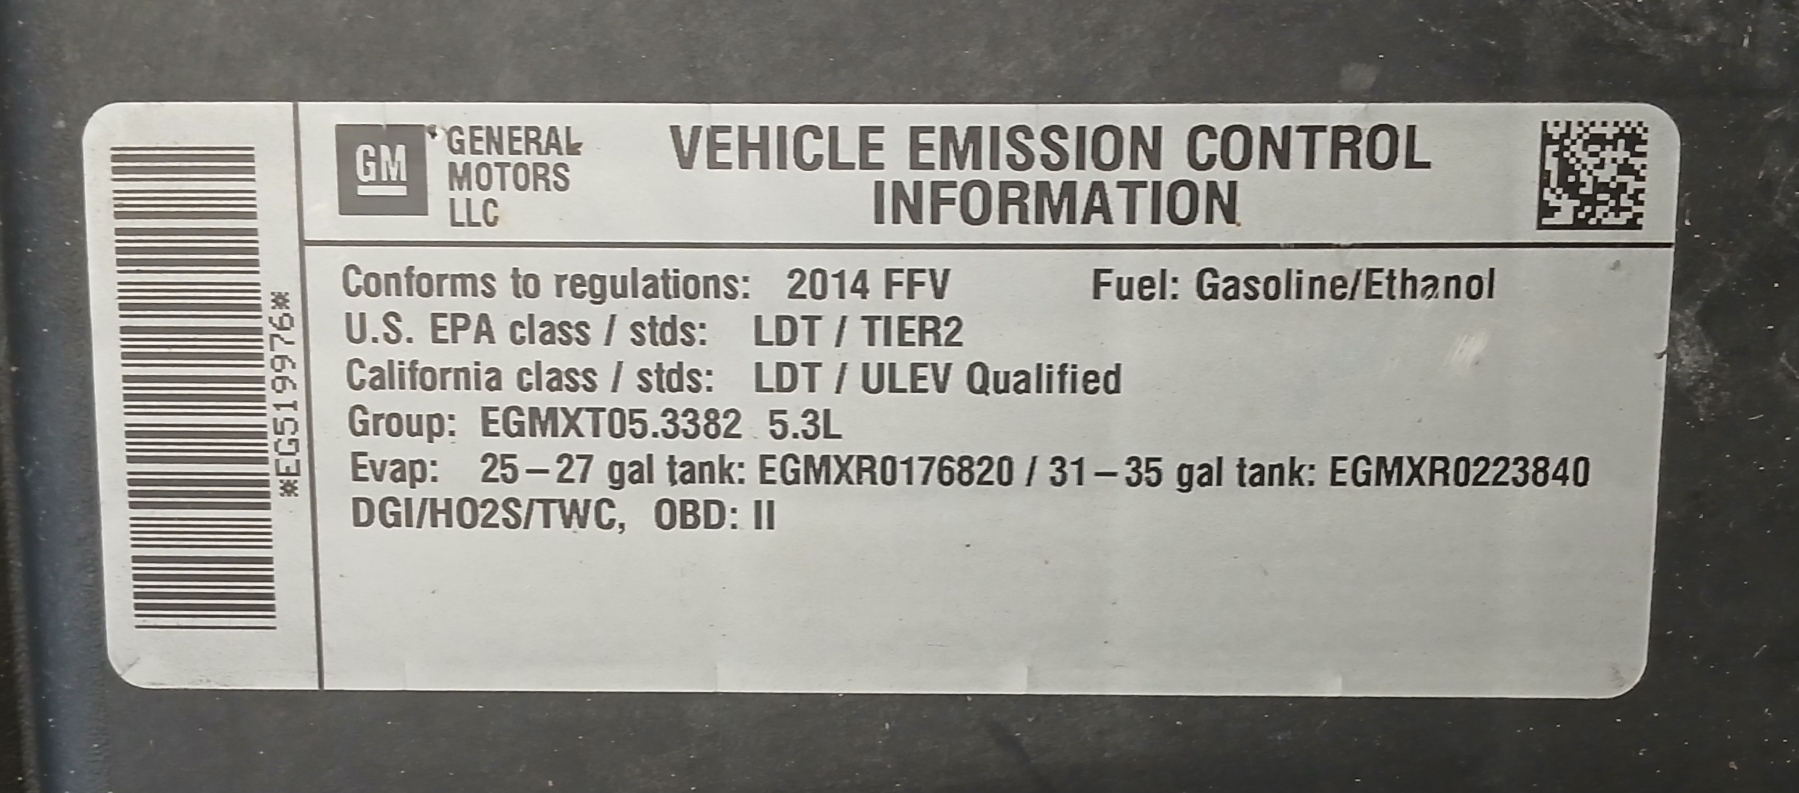 *EG519976*
GM
GENERAL
MOTORS
LLC
VEHICLE EMISSION CONTROL
INFORMATION
Conforms to regulations: 2014 FFV Fuel: Gasoline/Ethanol
U.S. EPA class / stds: LDT / TIER2
California class / stds: LDT / ULEV Qualified
Group: EGMXT05.3382 5.3L
Evap: 25–27 gal tank: EGMXR0176820 / 31–35 gal tank: EGMXR0223840
DGI/HO2S/TWC, OBD: II